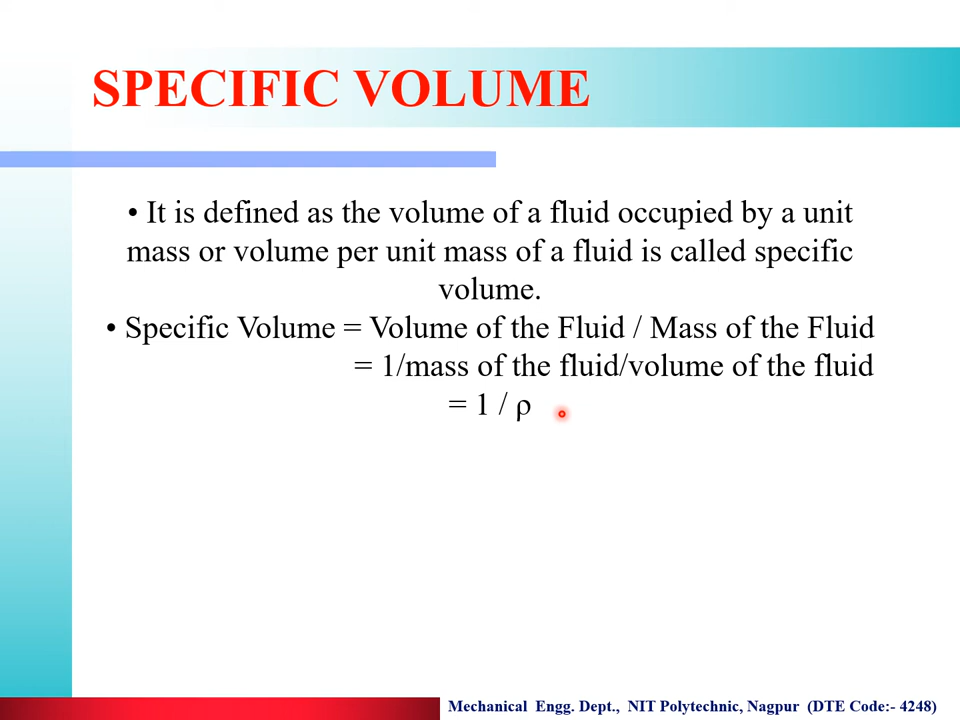 SPECIFIC VOLUME
• It is defined as the volume of a fluid occupied by a unit
mass or volume per unit mass of a fluid is called specific
volume.
• Specific Volume = Volume of the Fluid / Mass of the Fluid
= 1/mass of the fluid/volume of the fluid
= 1 / ρ
Mechanical Engg. Dept., NIT Polytechnic, Nagpur (DTE Code:- 4248)